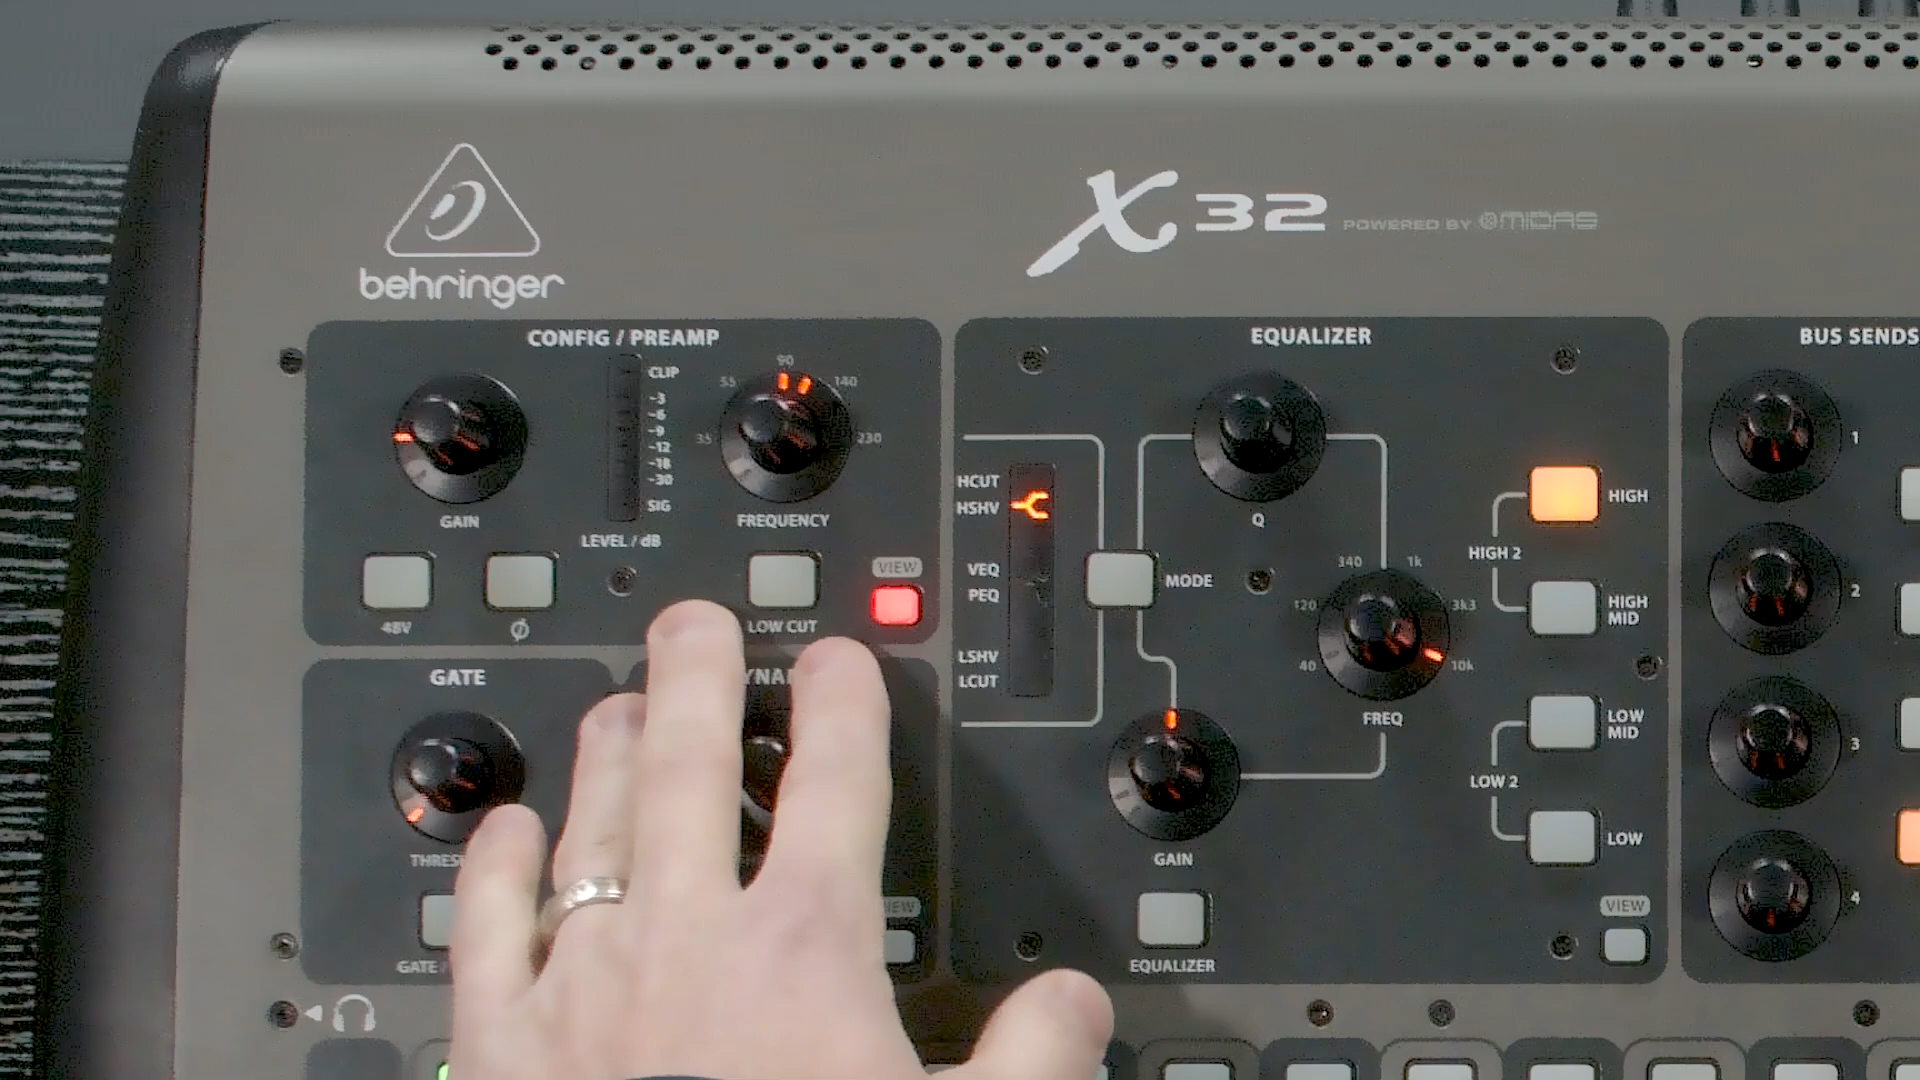 behringer
X32 POWERED BY MIDAS
CONFIG / PREAMP
CLIP
-3
-6
-9
-12
-18
-30
SIG
LEVEL / dB
GAIN
35
55
90
140
230
FREQUENCY
48V
Ø
LOW CUT
VIEW
GATE
GATE
EQUALIZER
HCUT
HSHV
VEQ
PEQ
LSHV
LCUT
MODE
Q
40
120
340
1k
3k3
10k
FREQ
GAIN
EQUALIZER
HIGH
HIGH 2
HIGH
MID
LOW
MID
LOW 2
LOW
VIEW
BUS SENDS
1
2
3
4